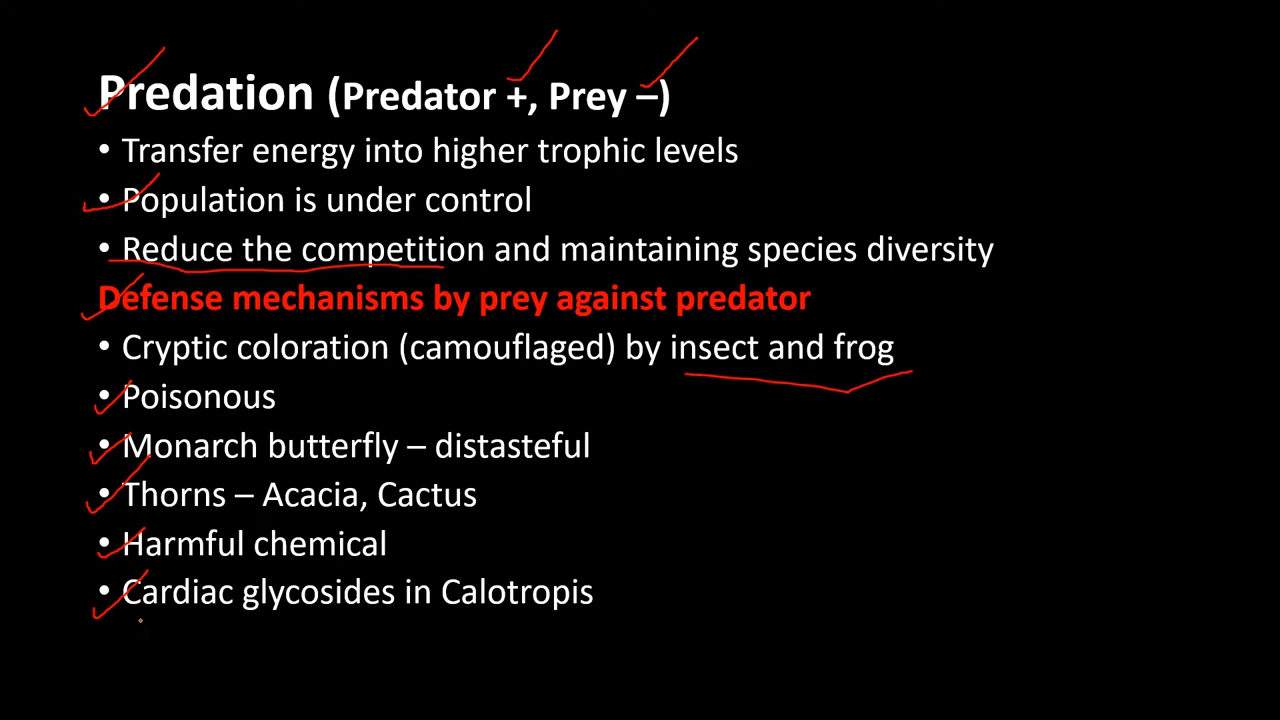 Predation (Predator +, Prey –)
• Transfer energy into higher trophic levels
• Population is under control
• Reduce the competition and maintaining species diversity
Defense mechanisms by prey against predator
• Cryptic coloration (camouflaged) by insect and frog
• Poisonous
• Monarch butterfly – distasteful
• Thorns – Acacia, Cactus
• Harmful chemical
• Cardiac glycosides in Calotropis